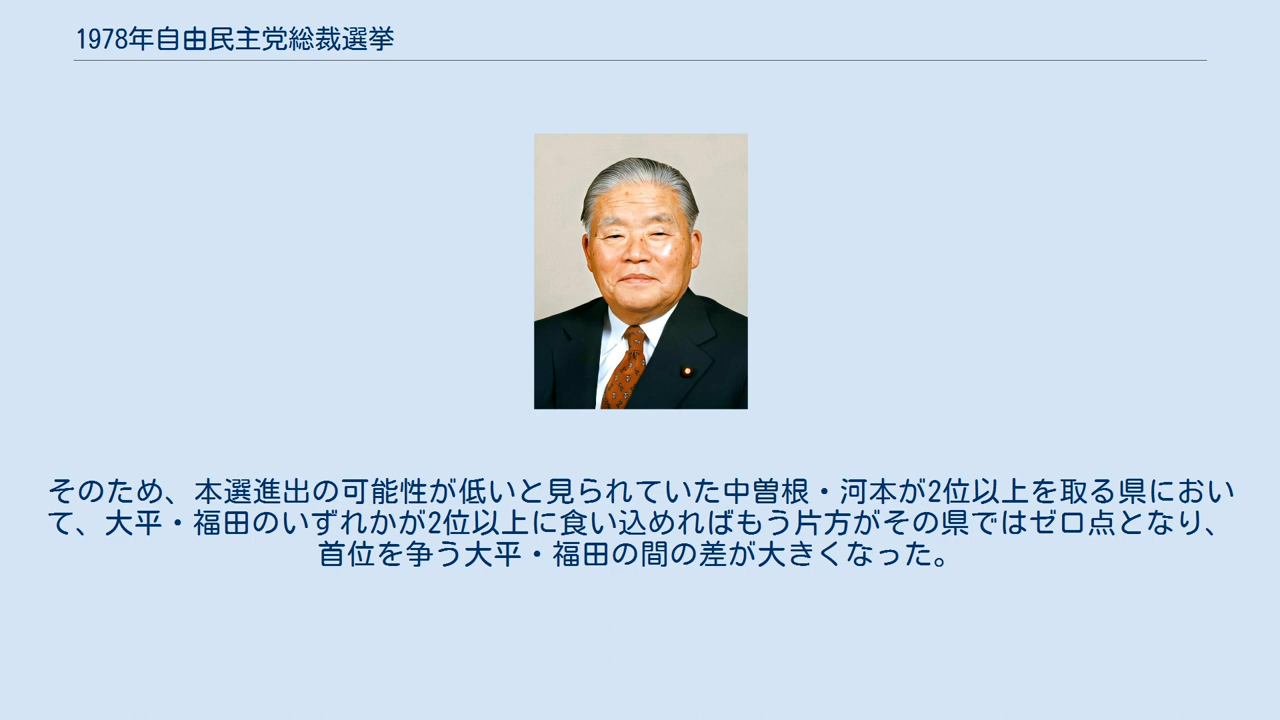 1978年自由民主党総裁選挙
そのため、本選進出の可能性が低いと見られていた中曽根・河本が2位以上を取る県におい
て、大平・福田のいずれかが2位以上に食い込めればもう片方がその県ではゼロ点となり、
首位を争う大平・福田の間の差が大きくなった。